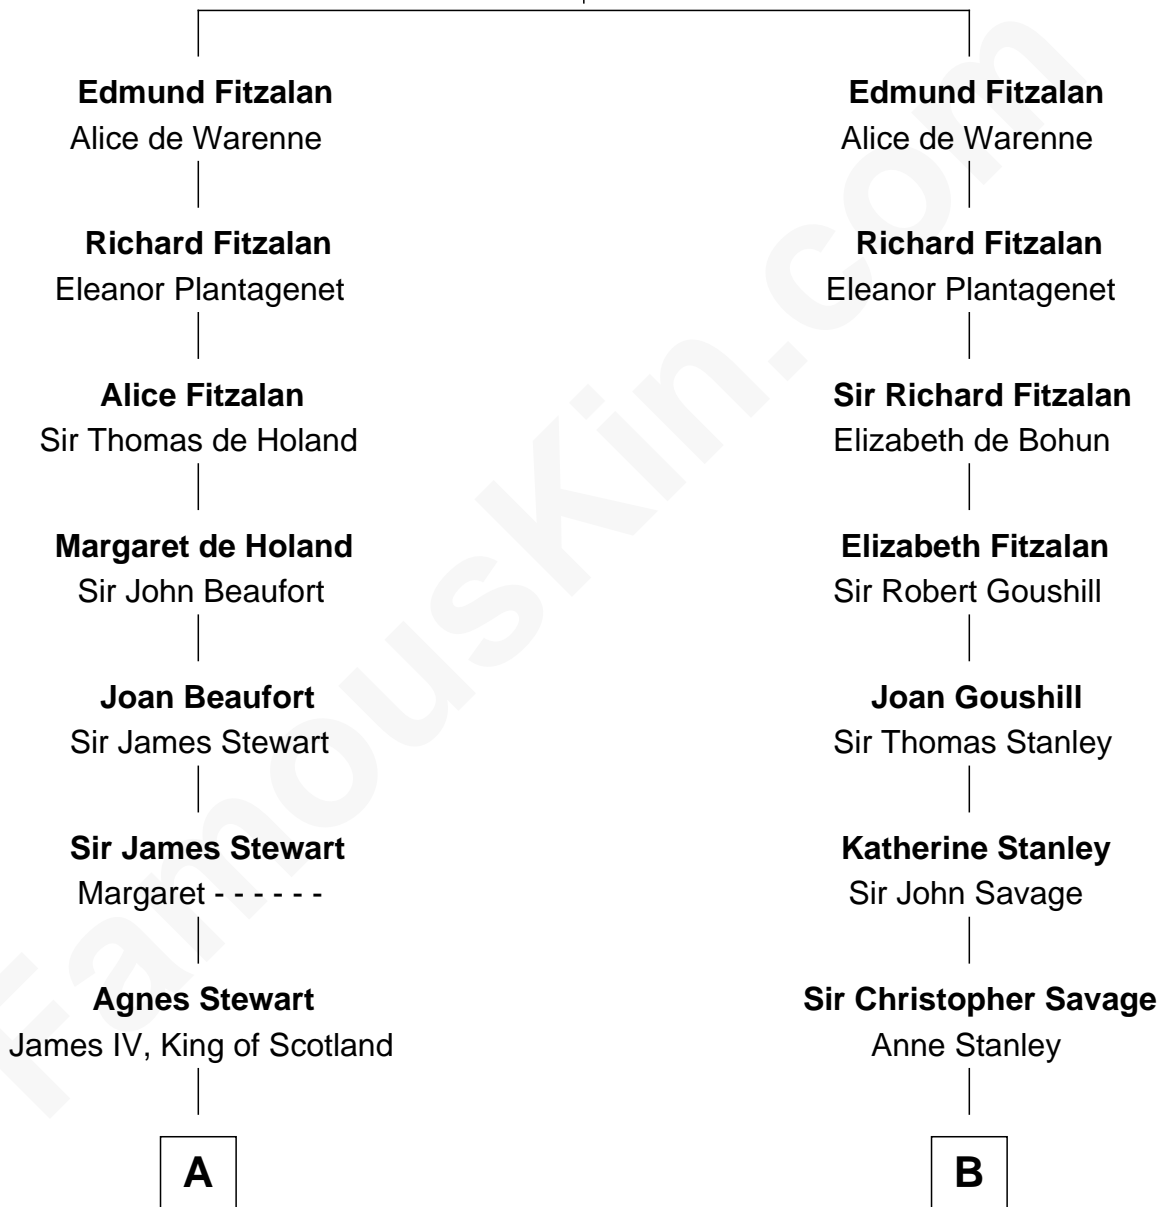 Edmund Fitzalan
Alice de Warenne
Richard Fitzalan
Eleanor Plantagenet
Alice Fitzalan
Sir Thomas de Holand
Margaret de Holand
Sir John Beaufort
Joan Beaufort
Sir James Stewart
Sir James Stewart
Margaret - - - - - -
Agnes Stewart
James IV, King of Scotland
A
Edmund Fitzalan
Alice de Warenne
Richard Fitzalan
Eleanor Plantagenet
Sir Richard Fitzalan
Elizabeth de Bohun
Elizabeth Fitzalan
Sir Robert Goushill
Joan Goushill
Sir Thomas Stanley
Katherine Stanley
Sir John Savage
Sir Christopher Savage
Anne Stanley
B
FamousKin.com